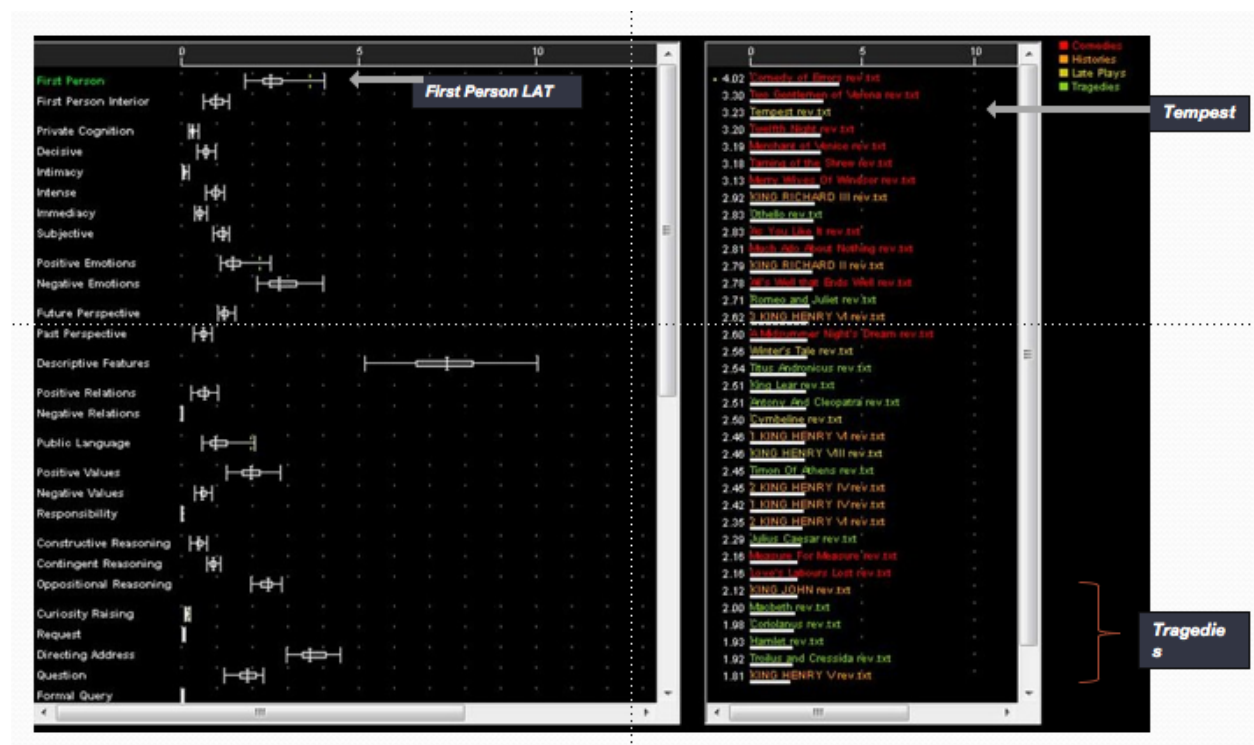 0 5 10
First Person
First Person Interior
Private Cognition
Decisive
Intimacy
Intense
Immediacy
Subjective
Positive Emotions
Negative Emotions
Future Perspective
Past Perspective
Descriptive Features
Positive Relations
Negative Relations
Public Language
Positive Values
Negative Values
Responsibility
Constructive Reasoning
Contingent Reasoning
Oppositional Reasoning
Curiosity Raising
Request
Directing Address
Question
Formal Query
First Person LAT
0 5 10
4.02 Comedy of Errors rev.txt
3.30 Two Gentlemen of Verona rev.txt
3.23 Tempest rev.txt
3.20 Twelfth Night rev.txt
3.19 Merchant of Venice rev.txt
3.18 Taming of the Shrew rev.txt
3.13 Merry Wives Of Windsor rev.txt
2.92 KING RICHARD III rev.txt
2.83 Othello rev.txt
2.83 As You Like It rev.txt
2.81 Much Ado About Nothing rev.txt
2.79 KING RICHARD II rev.txt
2.78 All's Well that Ends Well rev.txt
2.71 Romeo and Juliet rev.txt
2.62 3 KING HENRY VI rev.txt
2.60 A Midsummer Night's Dream rev.txt
2.56 Winter's Tale rev.txt
2.54 Titus Andronicus rev.txt
2.51 King Lear rev.txt
2.51 Antony And Cleopatra rev.txt
2.50 Cymbeline rev.txt
2.46 1 KING HENRY VI rev.txt
2.46 KING HENRY VIII rev.txt
2.45 Timon Of Athens rev.txt
2.45 2 KING HENRY IV rev.txt
2.42 1 KING HENRY IV rev.txt
2.35 2 KING HENRY VI rev.txt
2.29 Julius Caesar rev.txt
2.16 Measure For Measure rev.txt
2.16 Love's Labours Lost rev.txt
2.12 KING JOHN rev.txt
2.00 Macbeth rev.txt
1.98 Coriolanus rev.txt
1.93 Hamlet rev.txt
1.92 Troilus and Cressida rev.txt
1.81 KING HENRY V rev.txt
Comedies
Histories
Late Plays
Tragedies
Tempest
Tragedie
s